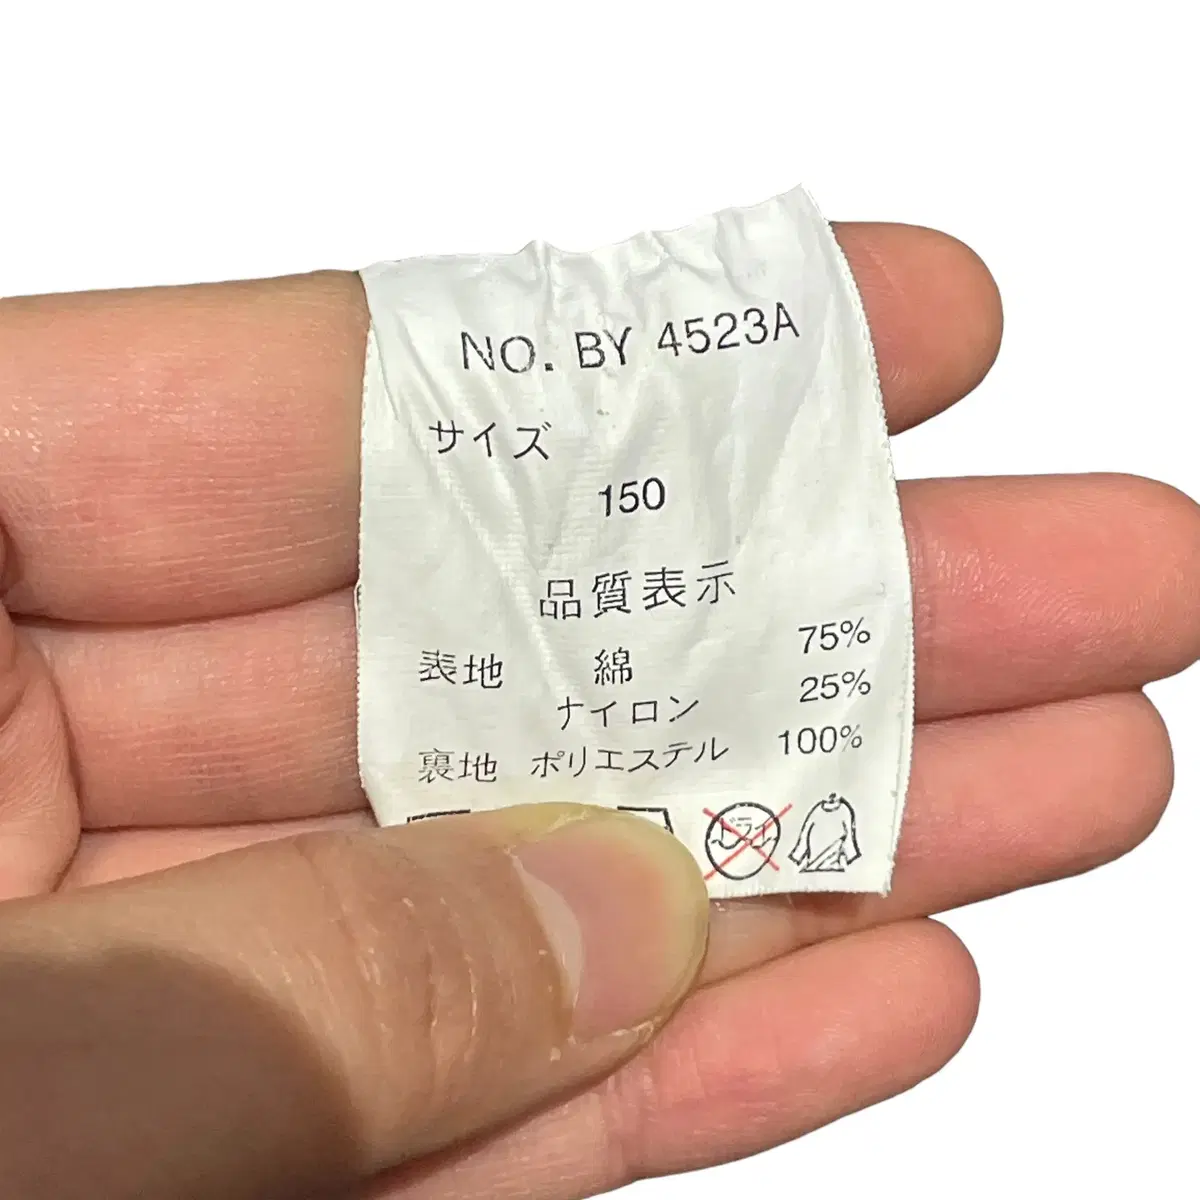 NO. BY 4523A
サイズ
150
品質表示
表地 綿 75%
ナイロン 25%
裏地 ポリエステル 100%
ドライ